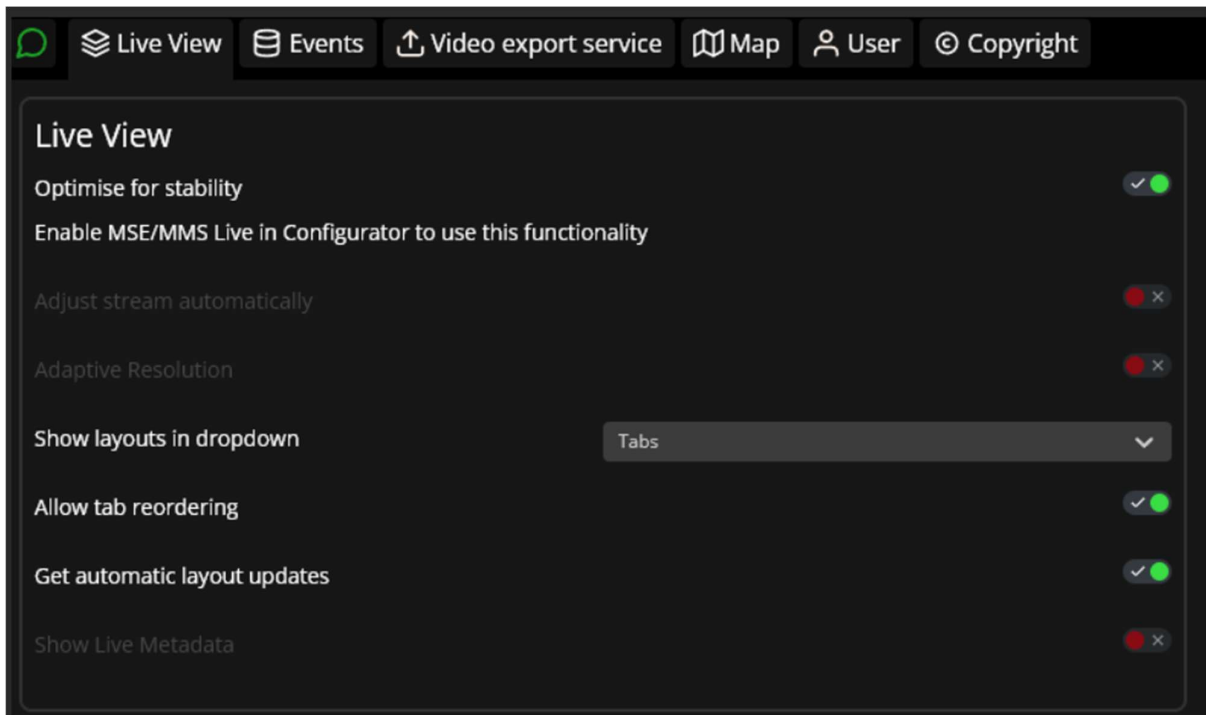 Live View Events Video export service Map User © Copyright
Live View
Optimise for stability
Enable MSE/MMS Live in Configurator to use this functionality
Adjust stream automatically
Adaptive Resolution
Show layouts in dropdown Tabs
Allow tab reordering
Get automatic layout updates
Show Live Metadata